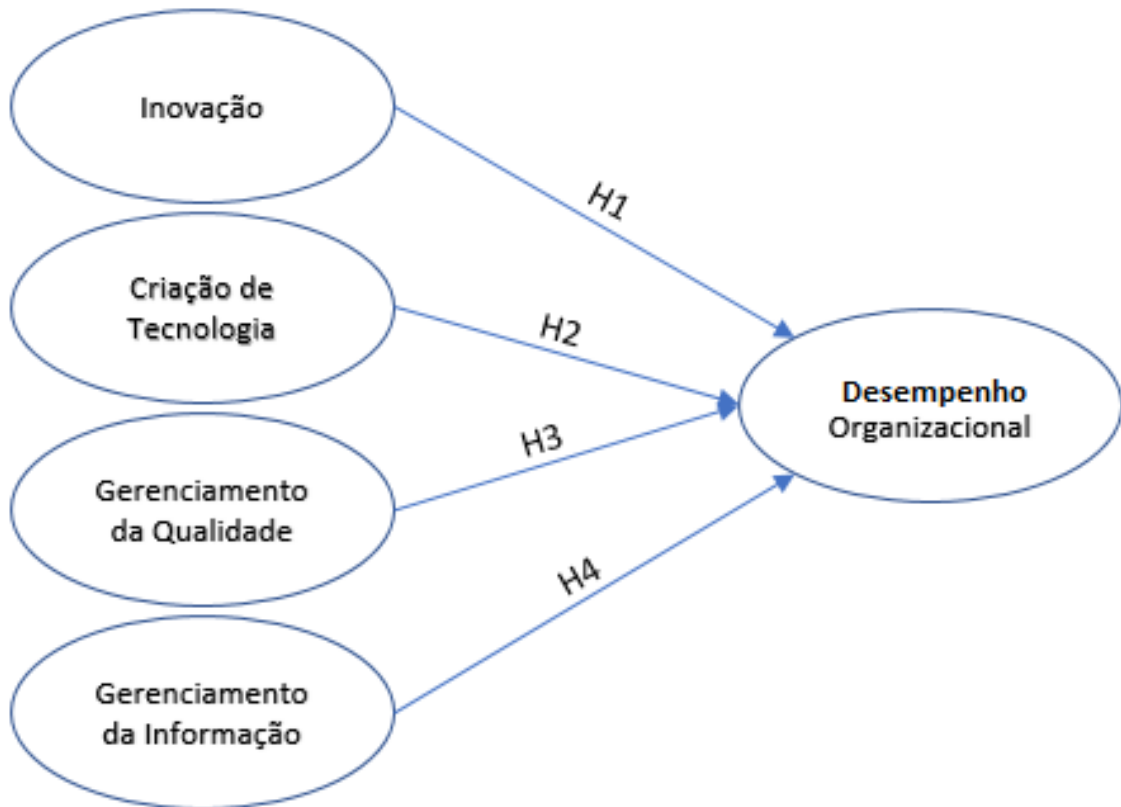 Inovação
H1
Criação de
Tecnologia
H2
Desempenho
Organizacional
H3
Gerenciamento
da Qualidade
H4
Gerenciamento
da Informação